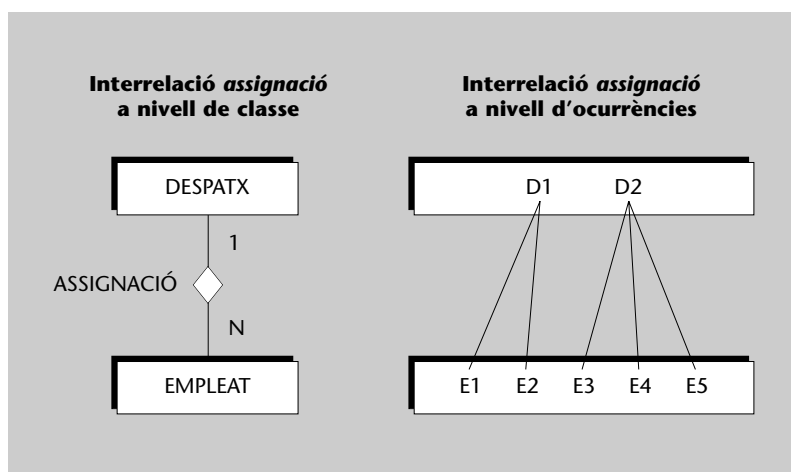 Interrelació assignació
a nivell de classe
DESPATX
1
ASSIGNACIÓ
N
EMPLEAT
Interrelació assignació
a nivell d'ocurrències
D1 D2
E1 E2 E3 E4 E5